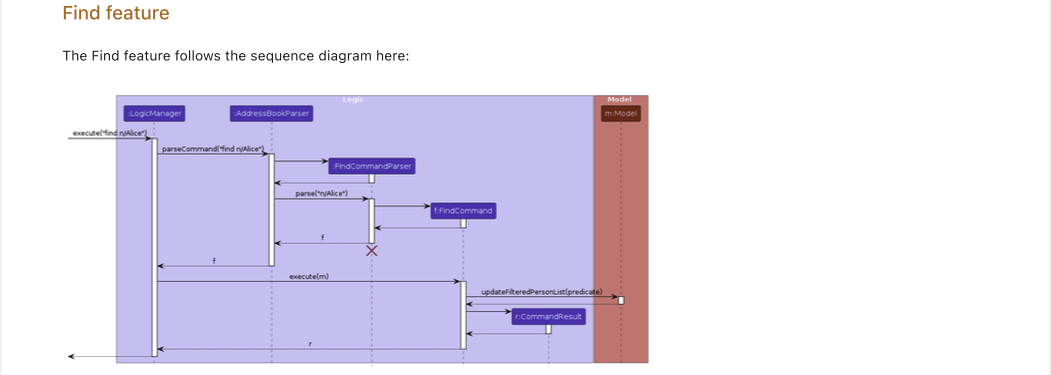 Find feature
The Find feature follows the sequence diagram here:
Logic
Model
:LogicManager
:AddressBookParser
m:Model
execute("find n/Alice")
parseCommand("find n/Alice")
:FindCommandParser
parse("n/Alice")
f:FindCommand
f
f
execute(m)
updateFilteredPersonList(predicate)
r:CommandResult
r